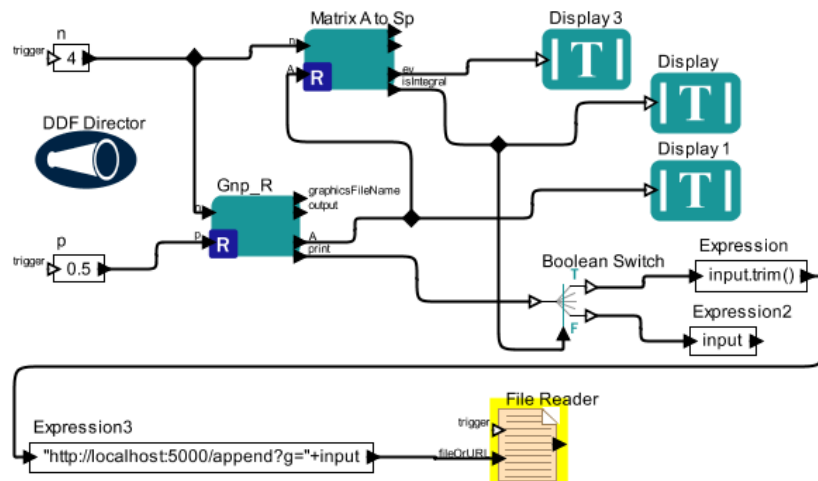 Matrix A to Sp
Display 3
n
trigger
4
n
A
R
ev
isIntegral
T
Display
T
DDF Director
Display 1
T
Gnp_R
graphicsFileName
output
n
p
R
A
print
p
trigger
0.5
Boolean Switch
T
F
Expression
input.trim()
Expression2
input
File Reader
trigger
fileOrURL
Expression3
"http://localhost:5000/append?g="+input